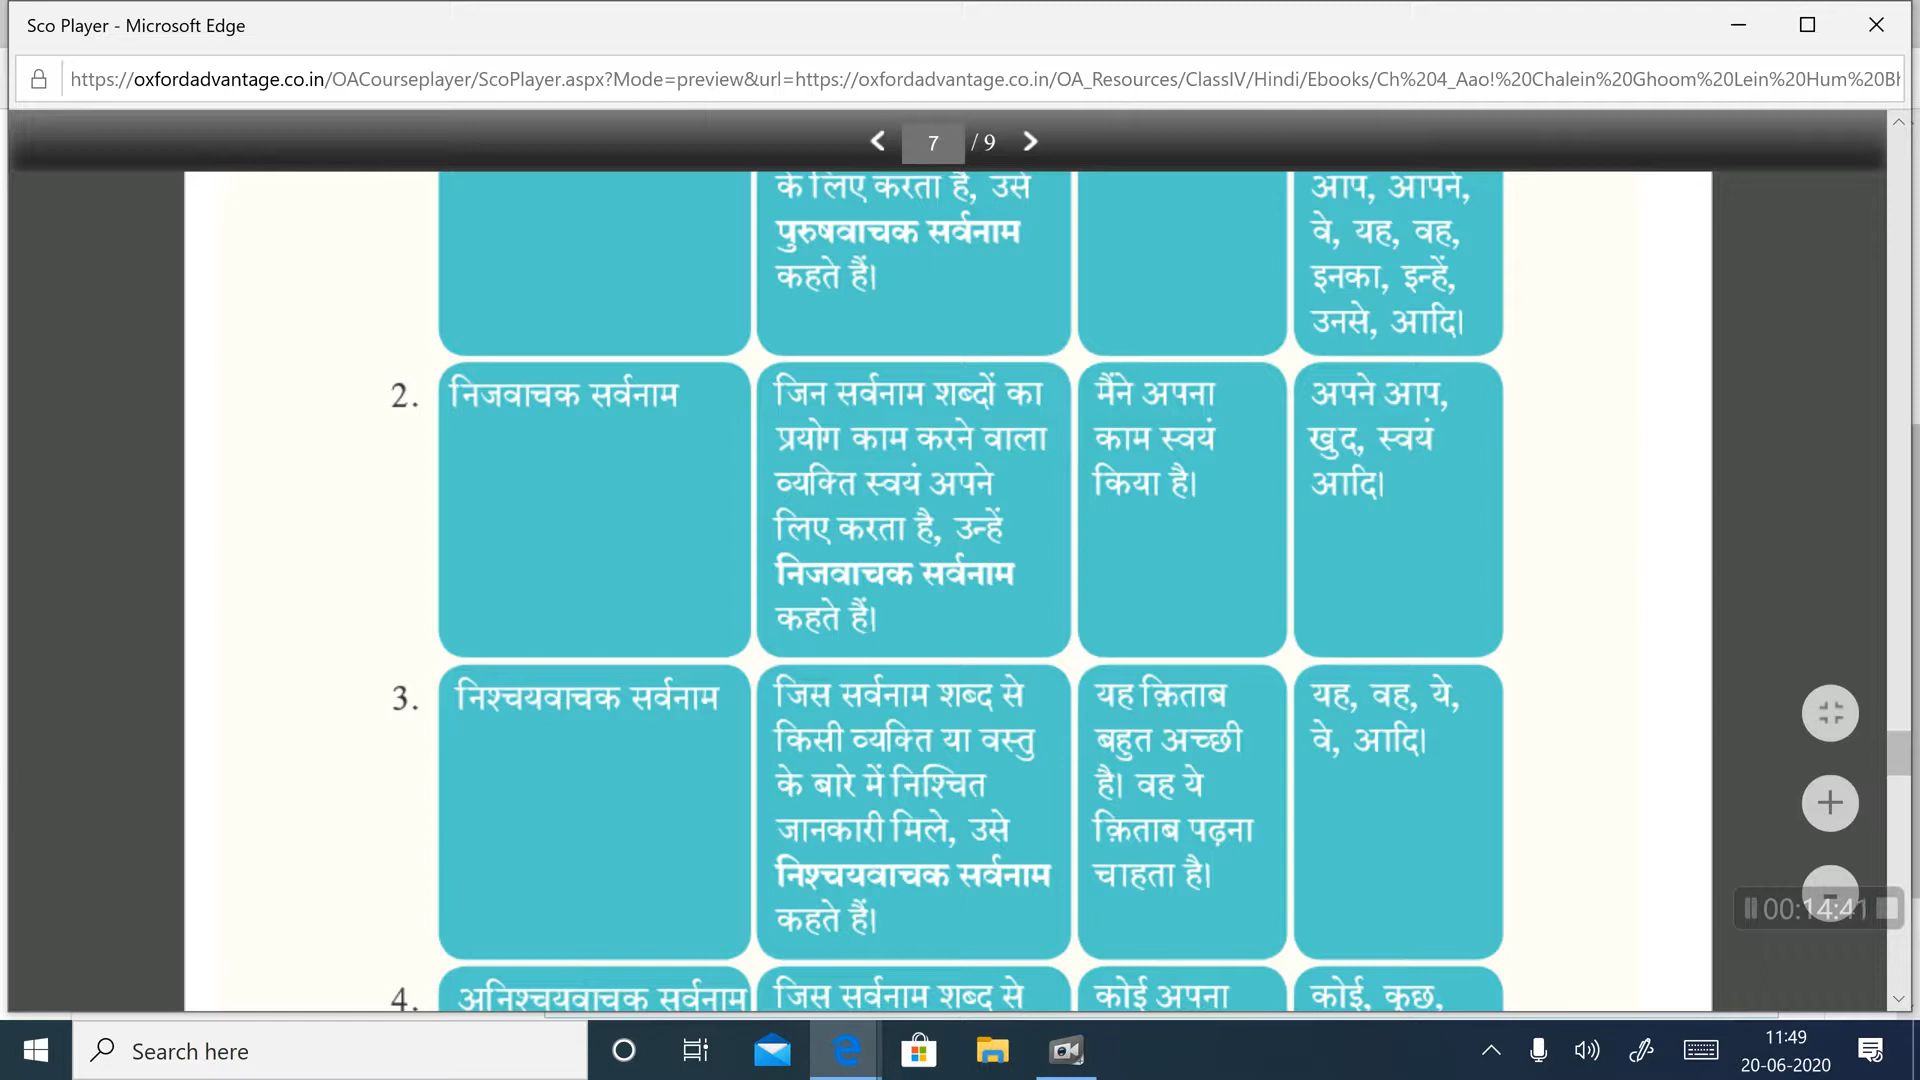 Sco Player - Microsoft Edge
https://oxfordadvantage.co.in/OACourseplayer/ScoPlayer.aspx?Mode=preview&url=https://oxfordadvantage.co.in/OA_Resources/ClassIV/Hindi/Ebooks/Ch%204_Aao!%20Chalein%20Ghoom%20Lein%20Hum%20Bh
7 / 9
के लिए करता है, उसे
पुरुषवाचक सर्वनाम
कहते हैं।
आप, आपने,
वे, यह, वह,
इनका, इन्हें,
उनसे, आदि।
2.
निजवाचक सर्वनाम
जिन सर्वनाम शब्दों का
प्रयोग काम करने वाला
व्यक्ति स्वयं अपने
लिए करता है, उन्हें
निजवाचक सर्वनाम
कहते हैं।
मैंने अपना
काम स्वयं
किया है।
अपने आप,
खुद, स्वयं
आदि।
3.
निश्चयवाचक सर्वनाम
जिस सर्वनाम शब्द से
किसी व्यक्ति या वस्तु
के बारे में निश्चित
जानकारी मिले, उसे
निश्चयवाचक सर्वनाम
कहते हैं।
यह क़िताब
बहुत अच्छी
है। वह ये
क़िताब पढ़ना
चाहता है।
यह, वह, ये,
वे, आदि।
4.
अनिश्चयवाचक सर्वनाम
जिस सर्वनाम शब्द से
कोई अपना
कोई, कुछ,
00:14:41
Search here
11:49
20-06-2020